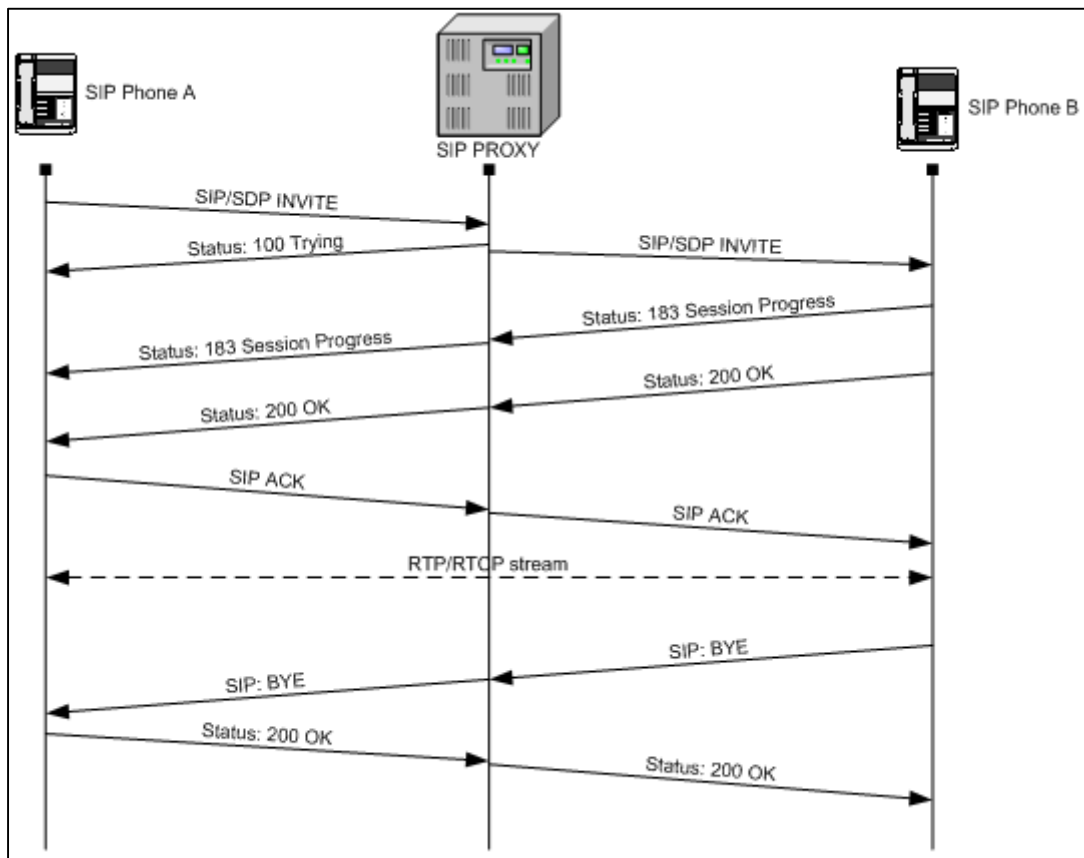 SIP Phone A
SIP PROXY
SIP Phone B
SIP/SDP INVITE
Status: 100 Trying
SIP/SDP INVITE
Status: 183 Session Progress
Status: 183 Session Progress
Status: 200 OK
Status: 200 OK
SIP ACK
SIP ACK
RTP/RTCP stream
SIP: BYE
SIP: BYE
Status: 200 OK
Status: 200 OK